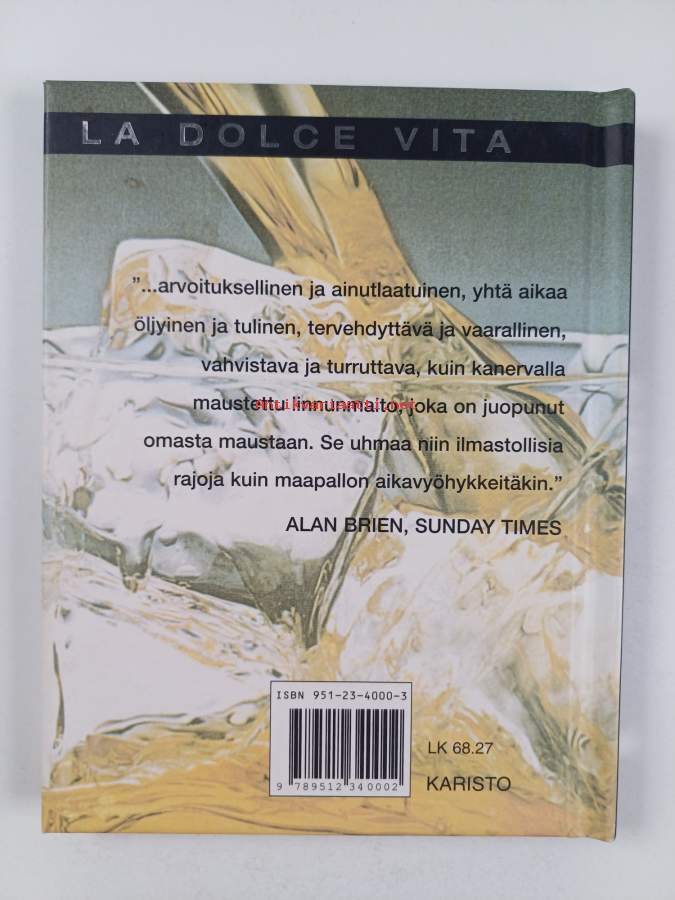 LA DOLCE VITA
”...arvoituksellinen ja ainutlaatuinen, yhtä aikaa
öljyinen ja tulinen, tervehdyttävä ja vaarallinen,
vahvistava ja turruttava, kuin kanervalla
maustettu linnunmaito, joka on juopunut
omasta maustaan. Se uhmaa niin ilmastollisia
rajoja kuin maapallon aikavyöhykkeitäkin.”
ALAN BRIEN, SUNDAY TIMES
ISBN 951-23-4000-3
9 789512 340002
LK 68.27
KARISTO